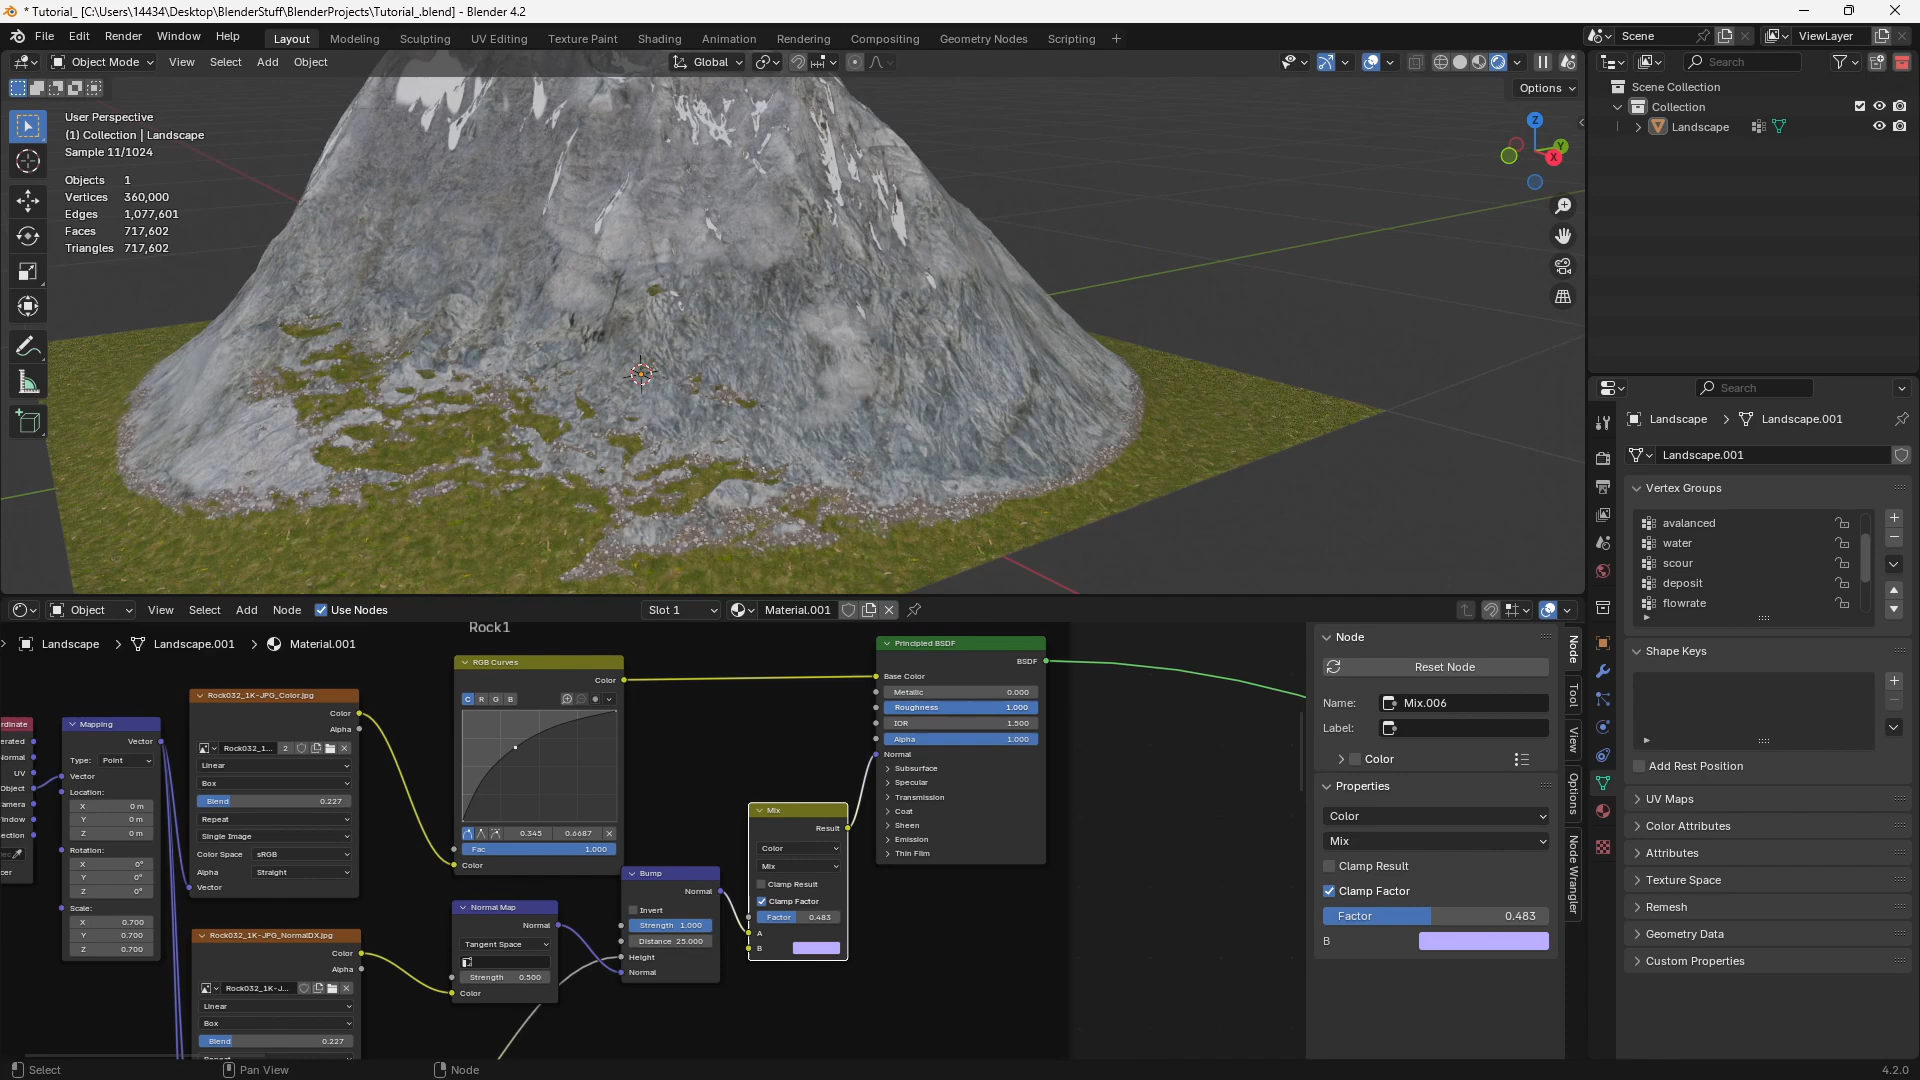 * Tutorial_ [C:\Users\14434\Desktop\BlenderStuff\BlenderProjects\Tutorial_.blend] - Blender 4.2
File Edit Render Window Help Layout Modeling Sculpting UV Editing Texture Paint Shading Animation Rendering Compositing Geometry Nodes Scripting + Scene ViewLayer
Object Mode View Select Add Object Global Search
Options
User Perspective
(1) Collection | Landscape
Sample 11/1024
Objects 1
Vertices 360,000
Edges 1,077,601
Faces 717,602
Triangles 717,602
Z
Y
X
Scene Collection
Collection
Landscape
Search
Landscape > Landscape.001
Landscape.001
Vertex Groups
avalanced
water
scour
deposit
flowrate
Shape Keys
Add Rest Position
UV Maps
Color Attributes
Attributes
Texture Space
Remesh
Geometry Data
Custom Properties
Object View Select Add Node Use Nodes Slot 1 Material.001
Landscape > Landscape.001 > Material.001
Rock1
rdinate
erated
ormal
UV
Object
amera
indow
ection
cer
Mapping
Vector
Type: Point
Vector
Location:
X 0 m
Y 0 m
Z 0 m
Rotation:
X 0°
Y 0°
Z 0°
Scale:
X 0.700
Y 0.700
Z 0.700
Rock032_1K-JPG_Color.jpg
Color
Alpha
Rock032_1... 2
Linear
Box
Blend 0.227
Repeat
Single Image
Color Space sRGB
Alpha Straight
Vector
Rock032_1K-JPG_NormalDX.jpg
Color
Alpha
Rock032_1K-J...
Linear
Box
Blend 0.227
RGB Curves
Color
C R G B
0.345 0.6687
Fac 1.000
Color
Normal Map
Normal
Tangent Space
Strength 0.500
Color
Bump
Normal
Invert
Strength 1.000
Distance 25.000
Height
Normal
Mix
Result
Color
Mix
Clamp Result
Clamp Factor
Factor 0.483
A
B
Principled BSDF
BSDF
Base Color
Metallic 0.000
Roughness 1.000
IOR 1.500
Alpha 1.000
Normal
Subsurface
Specular
Transmission
Coat
Sheen
Emission
Thin Film
Node
Reset Node
Name: Mix.006
Label:
Color
Properties
Color
Mix
Clamp Result
Clamp Factor
Factor 0.483
B
Node
Tool
View
Options
Node Wrangler
Select Pan View Node 4.2.0